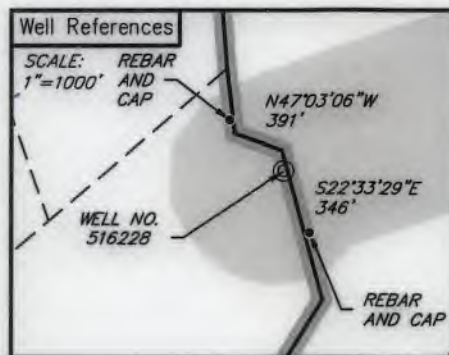 Well References
SCALE:
1"=1000'
REBAR
AND
CAP
N47°03'06"W
391'
WELL NO.
516228
S22°33'29"E
346'
REBAR
AND CAP